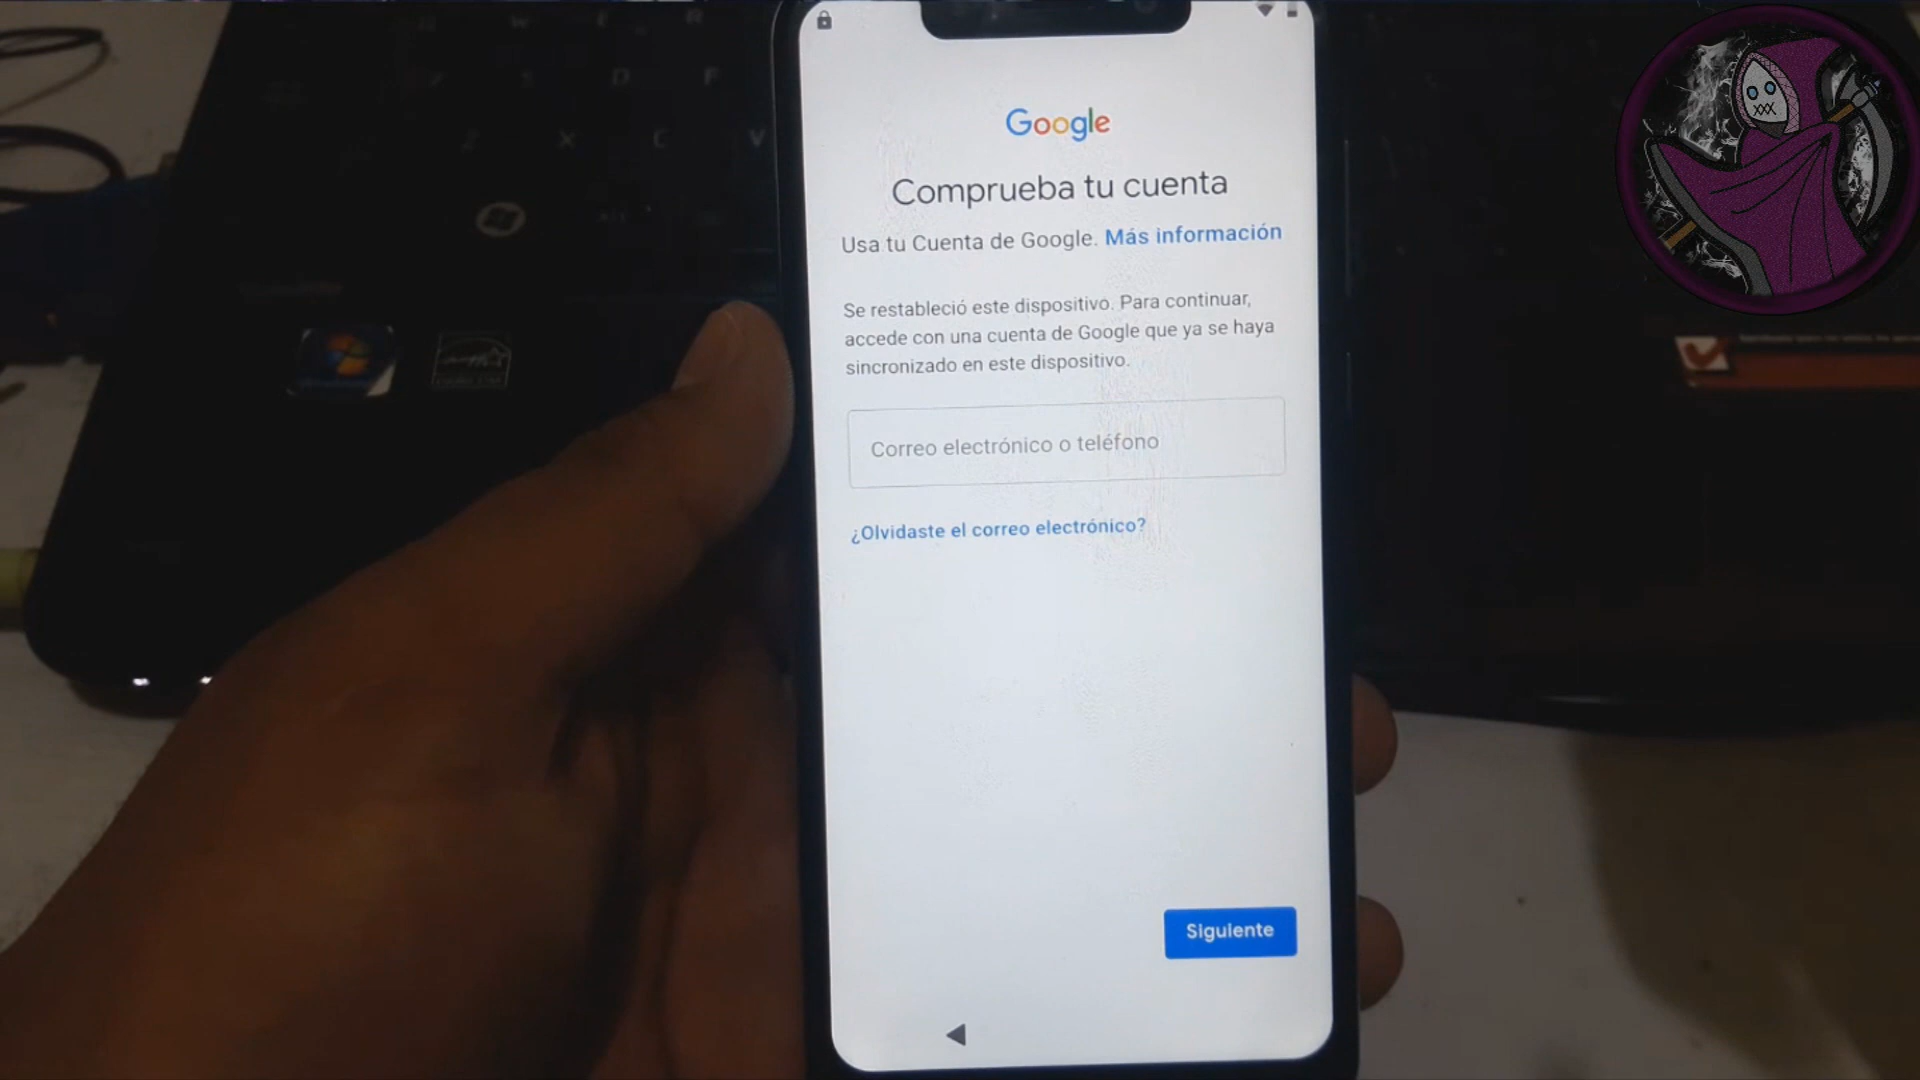 Google
Comprueba tu cuenta
Usa tu Cuenta de Google. Más información
Se restableció este dispositivo. Para continuar,
accede con una cuenta de Google que ya se haya
sincronizado en este dispositivo.
Correo electrónico o teléfono
¿Olvidaste el correo electrónico?
Siguiente
W E R
S D F
Z X C V
XXX